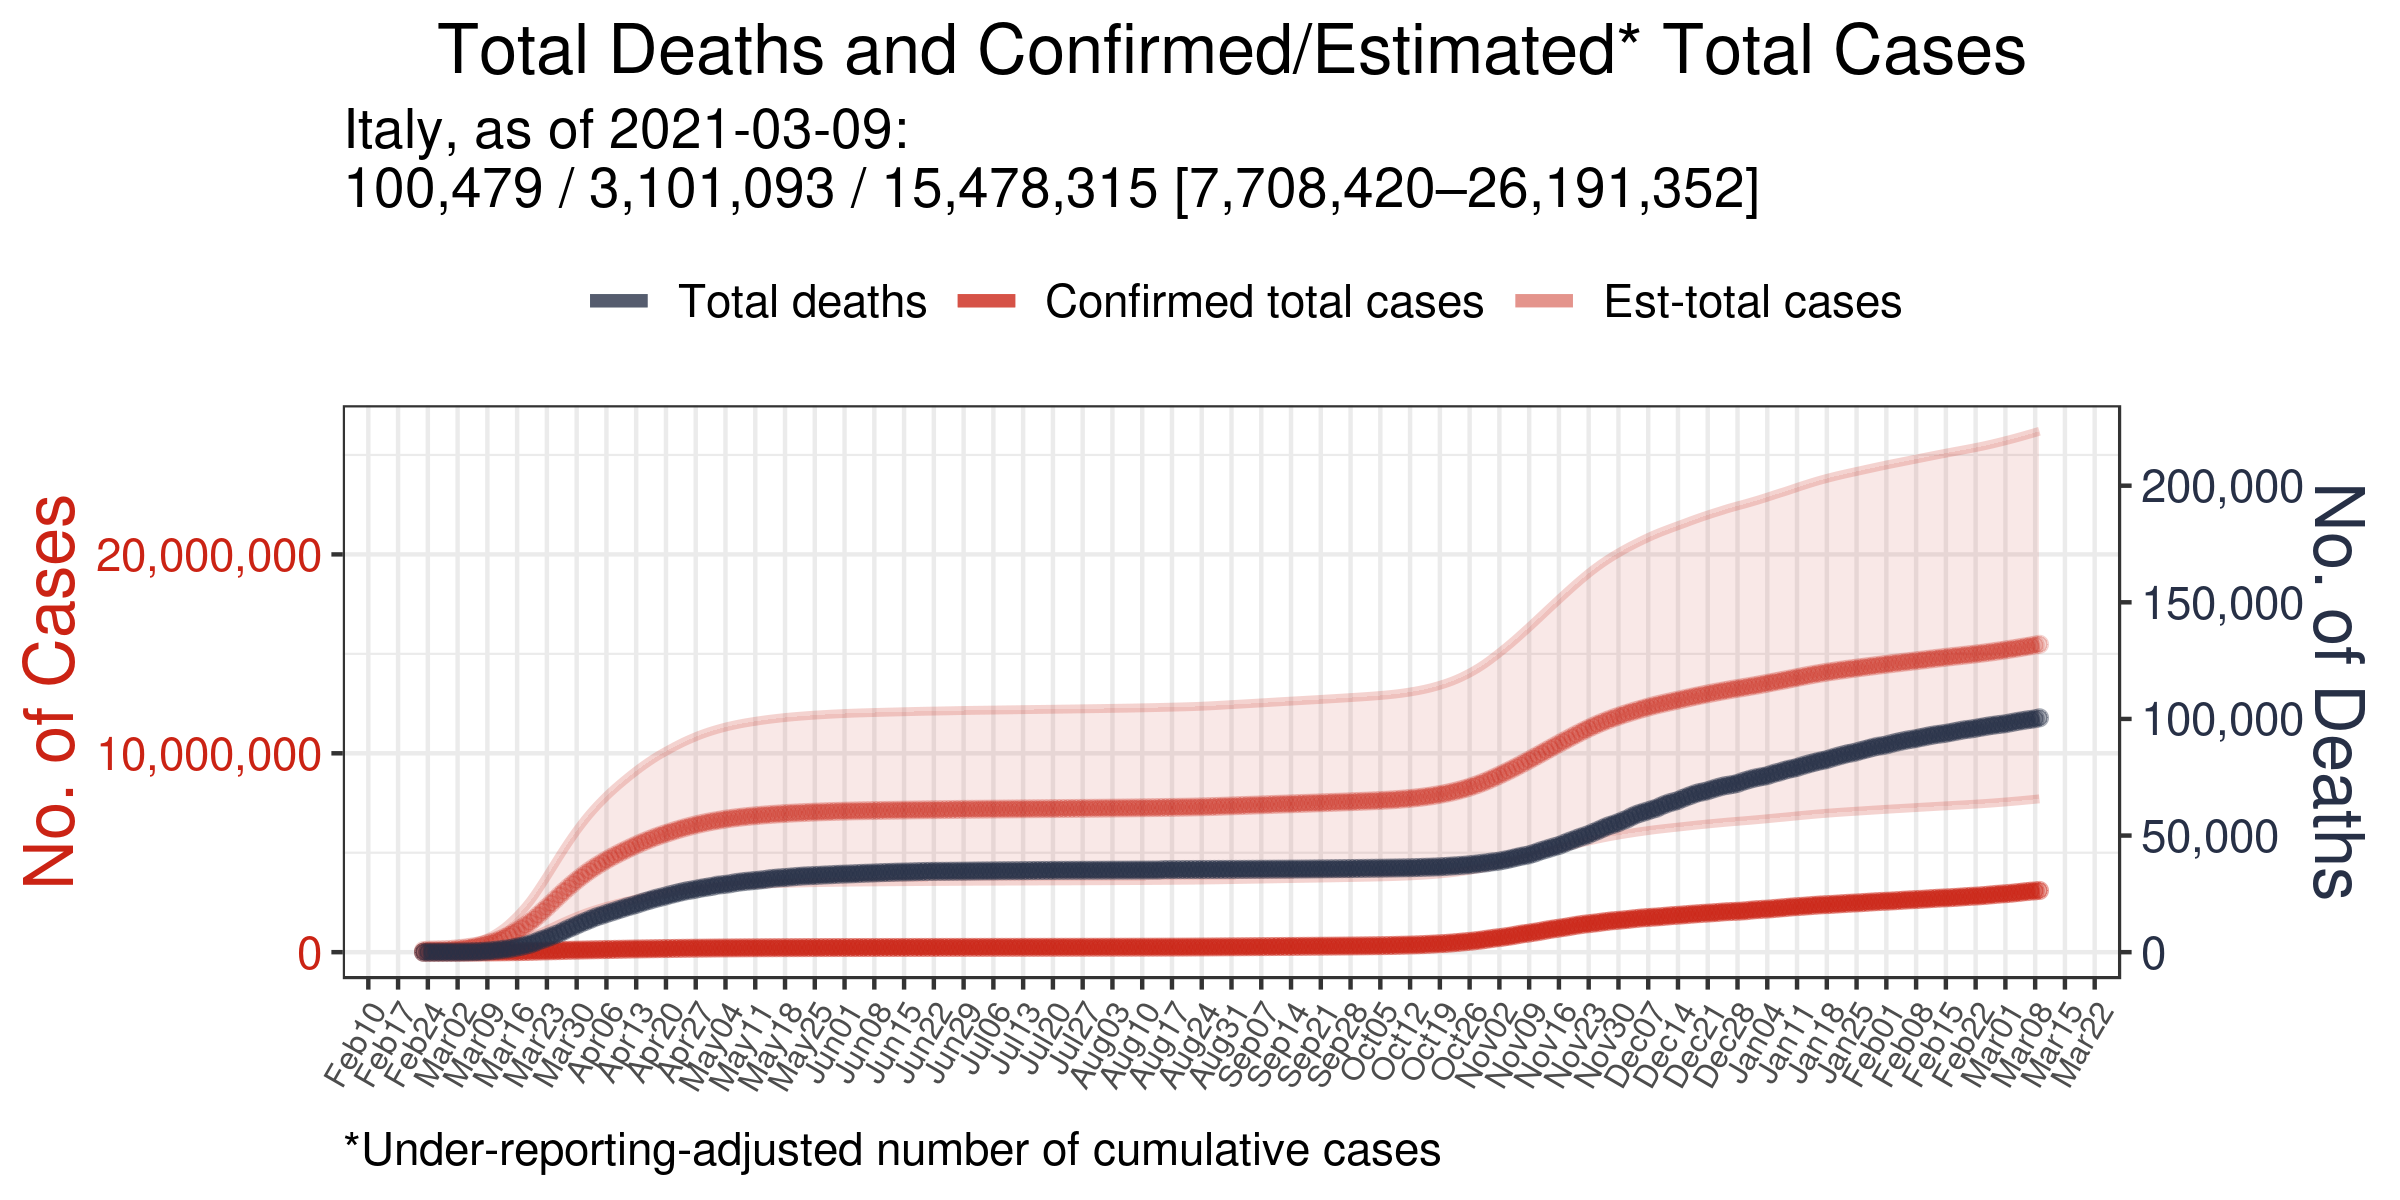 Total Deaths and Confirmed/Estimated* Total Cases
Italy, as of 2021-03-09:
100,479 / 3,101,093 / 15,478,315 [7,708,420–26,191,352]
Total deaths
Confirmed total cases
Est-total cases
No. of Cases
20,000,000
10,000,000
0
200,000
150,000
100,000
50,000
0
No. of Deaths
Feb10
Feb17
Feb24
Mar02
Mar09
Mar16
Mar23
Mar30
Apr06
Apr13
Apr20
Apr27
May04
May11
May18
May25
Jun01
Jun08
Jun15
Jun22
Jun29
Jul06
Jul13
Jul20
Jul27
Aug03
Aug10
Aug17
Aug24
Aug31
Sep07
Sep14
Sep21
Sep28
Oct05
Oct12
Oct19
Oct26
Nov02
Nov09
Nov16
Nov23
Nov30
Dec07
Dec14
Dec21
Dec28
Jan04
Jan11
Jan18
Jan25
Feb01
Feb08
Feb15
Feb22
Mar01
Mar08
Mar15
Mar22
*Under-reporting-adjusted number of cumulative cases